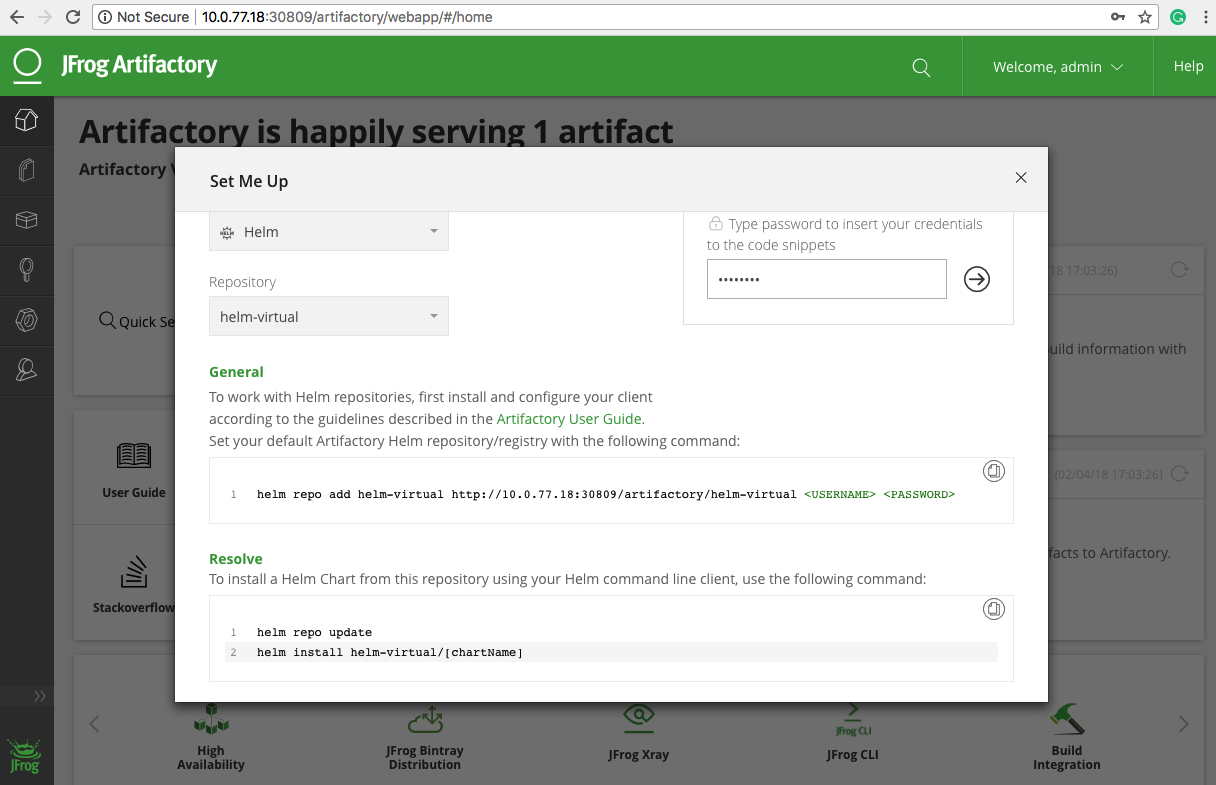 Not Secure | 10.0.77.18:30809/artifactory/webapp/#/home
JFrog Artifactory
Welcome, admin
Help
Artifactory is happily serving 1 artifact
Artifactory
Set Me Up
Helm
Type password to insert your credentials
to the code snippets
••••••••
Repository
helm-virtual
18 17:03:26)
Quick Se
uild information with
General
To work with Helm repositories, first install and configure your client
according to the guidelines described in the Artifactory User Guide.
Set your default Artifactory Helm repository/registry with the following command:
1 helm repo add helm-virtual http://10.0.77.18:30809/artifactory/helm-virtual <USERNAME> <PASSWORD>
User Guide
(02/04/18 17:03:26)
Resolve
To install a Helm Chart from this repository using your Helm command line client, use the following command:
facts to Artifactory.
Stackoverflow
1 helm repo update
2 helm install helm-virtual/[chartName]
High
Availability
JFrog Bintray
Distribution
JFrog Xray
JFrog CLI
JFrog CLI
Build
Integration
JFrog